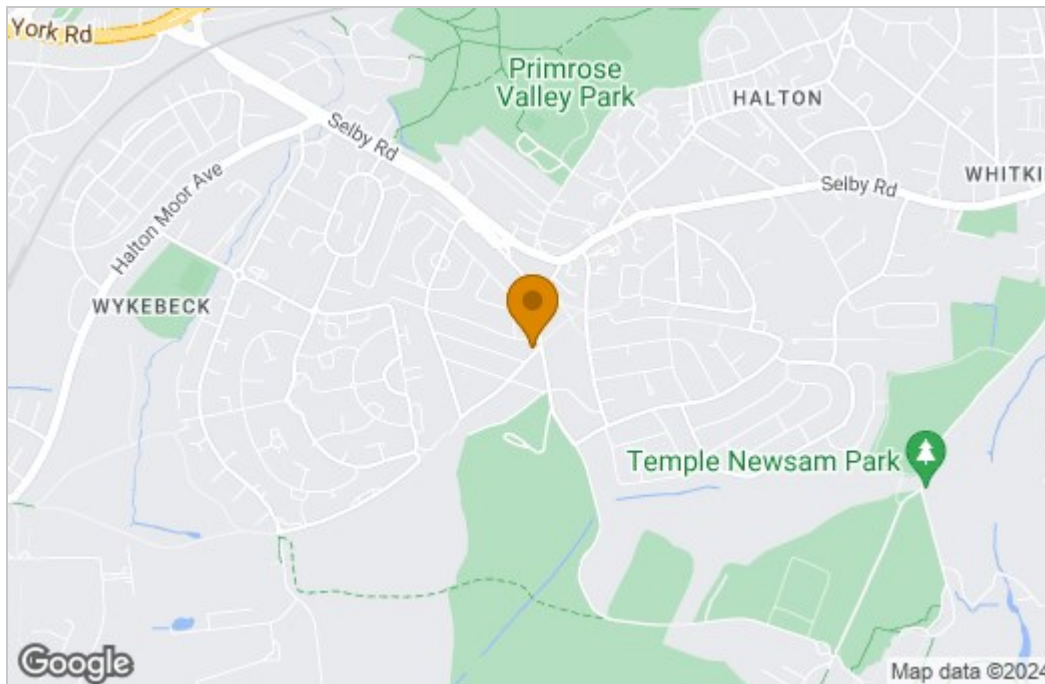 York Rd
Primrose
Valley Park
HALTON
Selby Rd
Selby Rd
WHITKI
Halton Moor Ave
WYKEBECK
Temple Newsam Park
Google
Map data ©2024